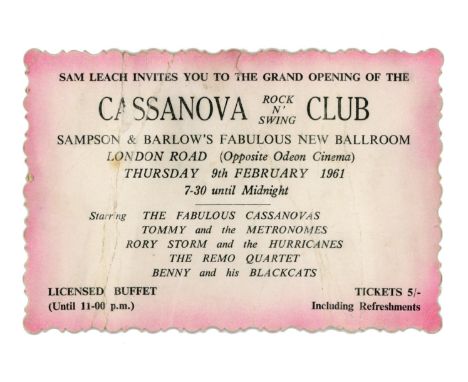 SAM LEACH INVITES YOU TO THE GRAND OPENING OF THE
CASSANOVA ROCK N' SWING CLUB
SAMPSON & BARLOW'S FABULOUS NEW BALLROOM
LONDON ROAD (Opposite Odeon Cinema)
THURSDAY 9th FEBRUARY 1961
7-30 until Midnight
Starring THE FABULOUS CASSANOVAS
TOMMY and the METRONOMES
RORY STORM and the HURRICANES
THE REMO QUARTET
BENNY and his BLACKCATS
LICENSED BUFFET TICKETS 5/-
(Until 11-00 p.m.) Including Refreshments